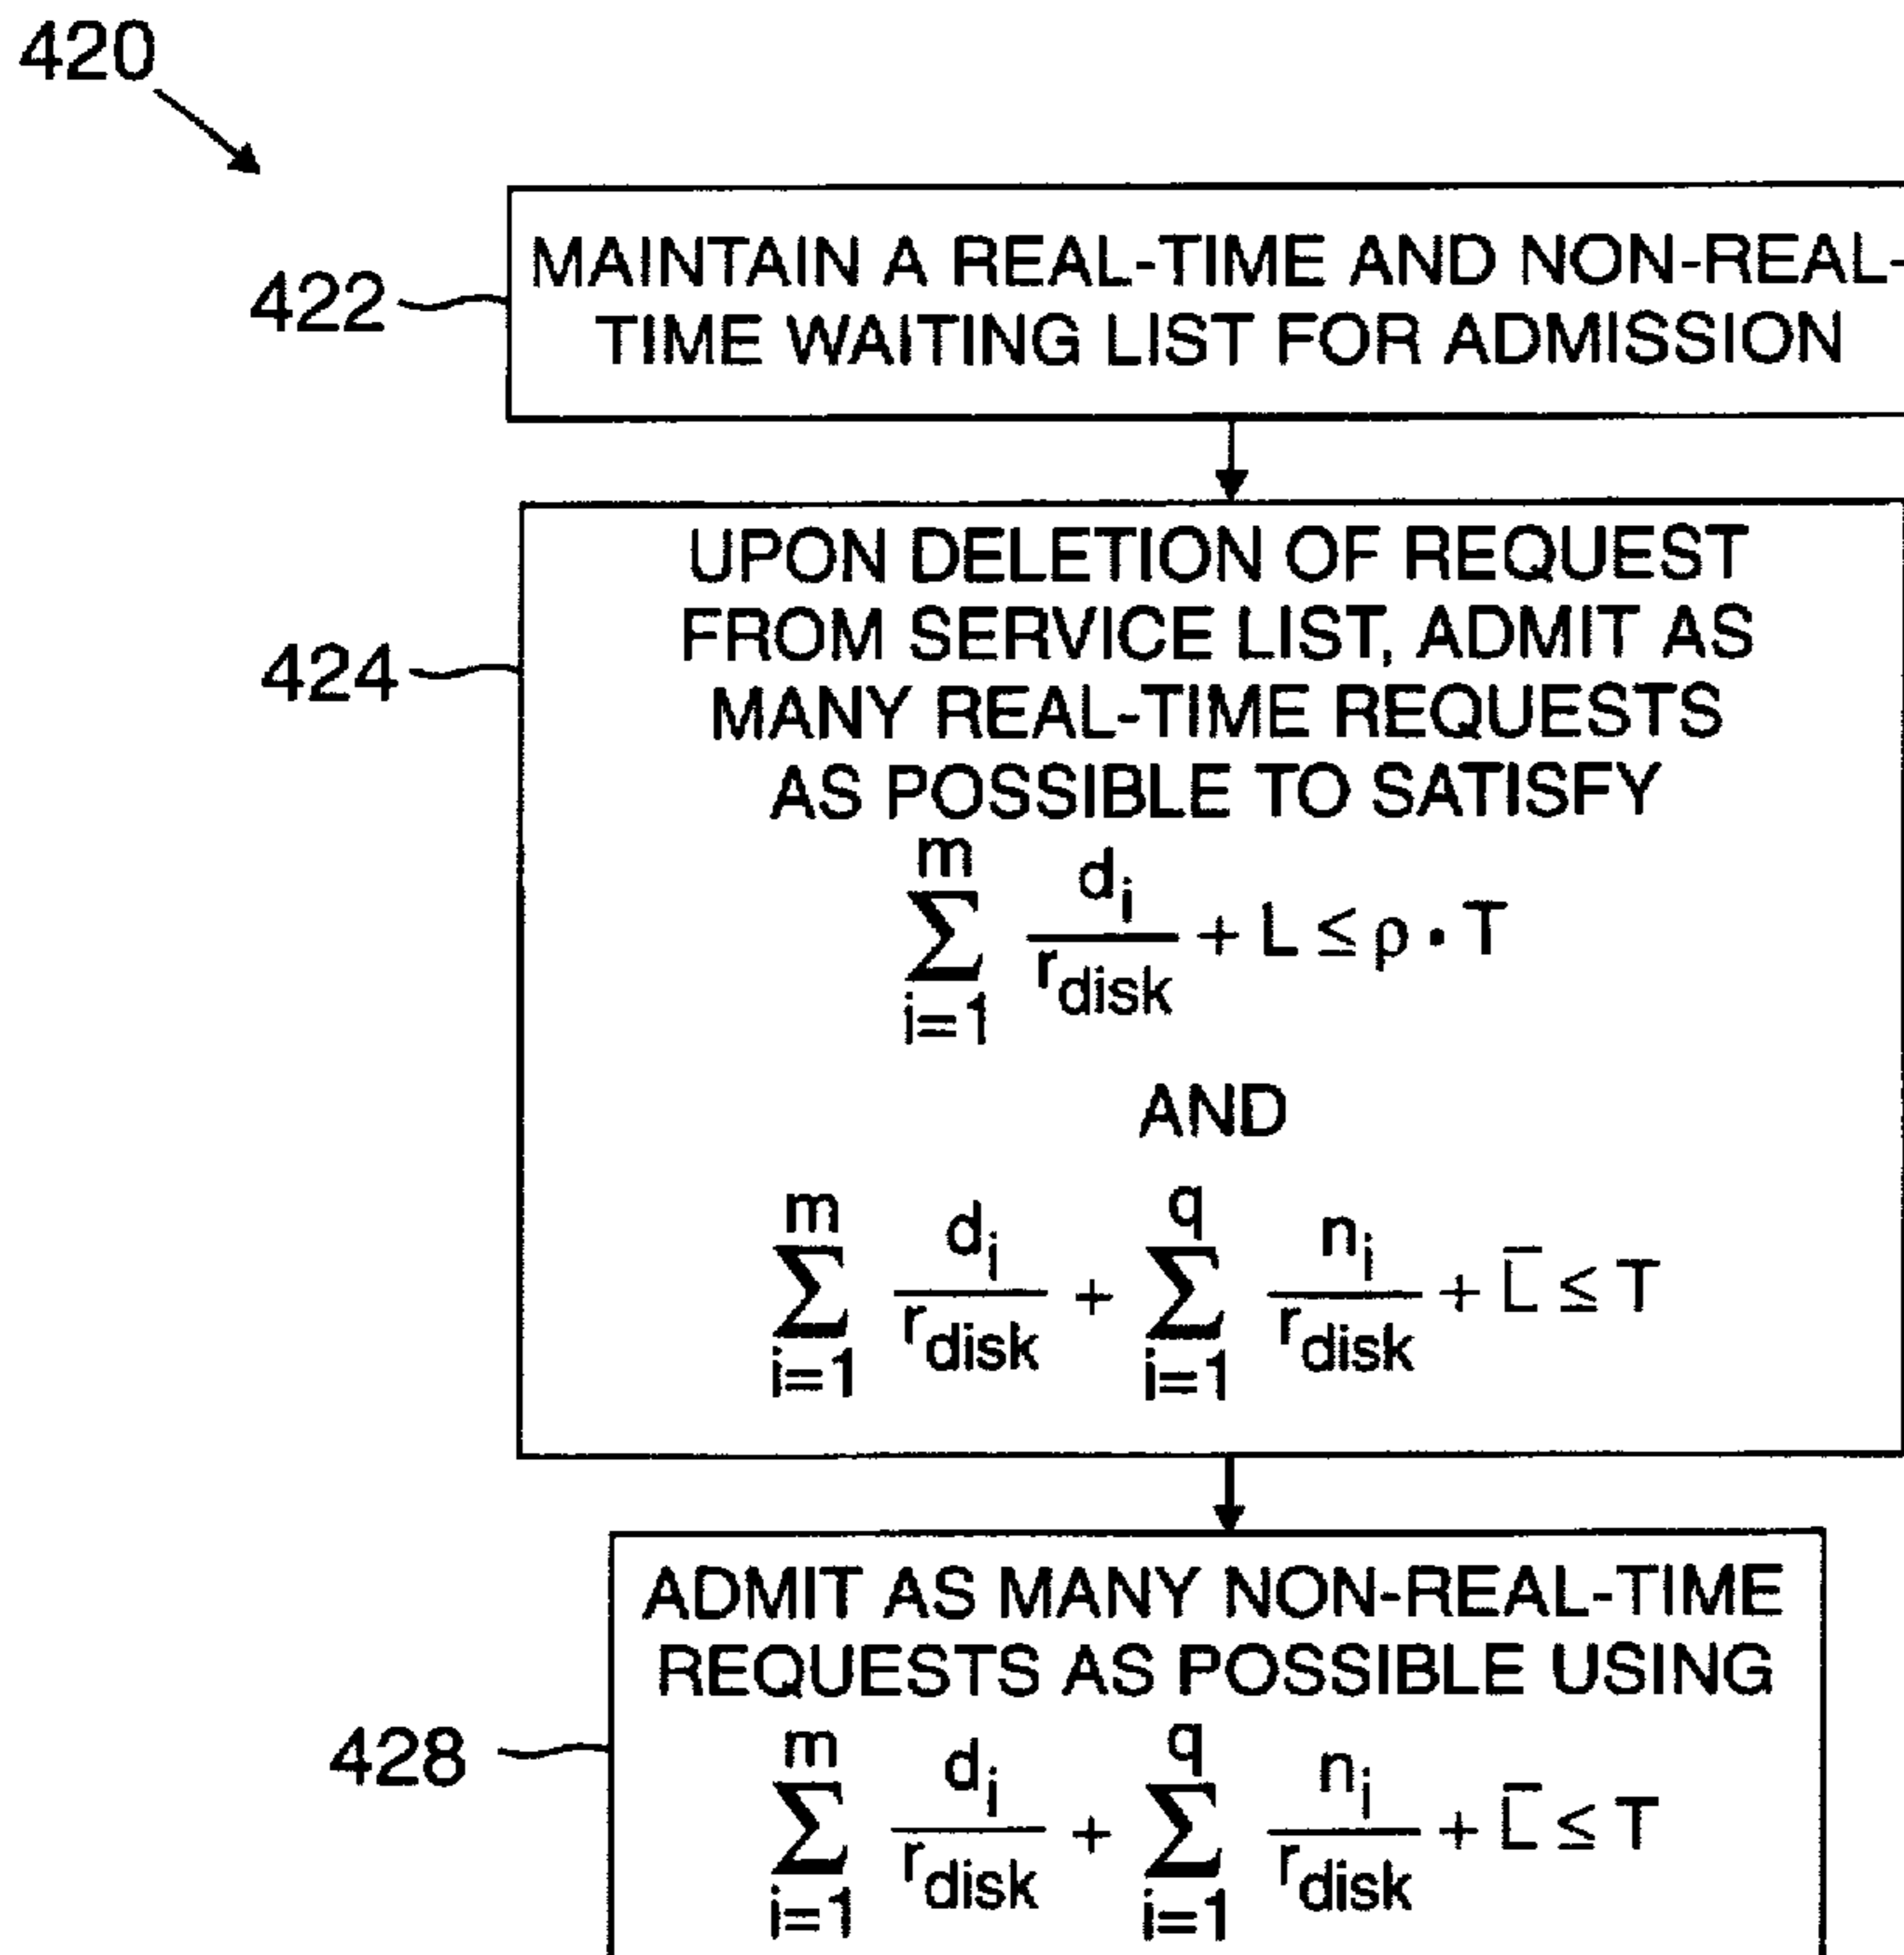 420
422
MAINTAIN A REAL-TIME AND NON-REAL-
TIME WAITING LIST FOR ADMISSION
424
UPON DELETION OF REQUEST
FROM SERVICE LIST, ADMIT AS
MANY REAL-TIME REQUESTS
AS POSSIBLE TO SATISFY
m
∑ d_i / r_disk + L ≤ ρ • T
i=1
AND
m q
∑ d_i / r_disk + ∑ n_i / r_disk + L̅ ≤ T
i=1 i=1
428
ADMIT AS MANY NON-REAL-TIME
REQUESTS AS POSSIBLE USING
m q
∑ d_i / r_disk + ∑ n_i / r_disk + L̅ ≤ T
i=1 i=1